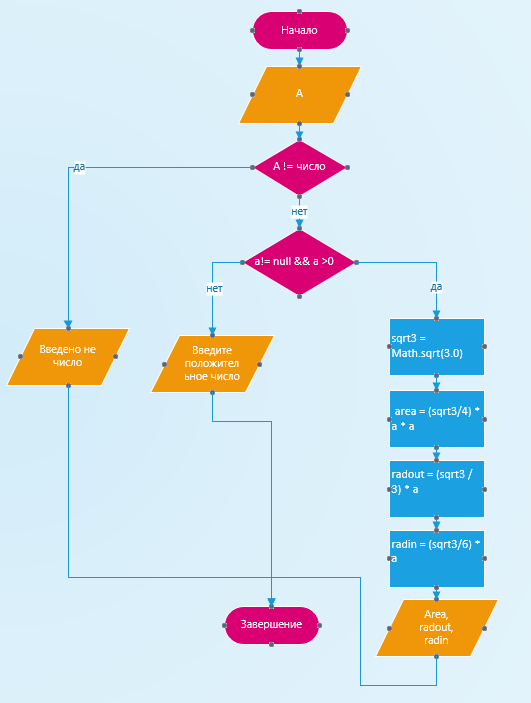 Начало
A
A != число
да
нет
a!= null && a >0
нет
да
Введено не
число
Введите
положител
ьное число
sqrt3 =
Math.sqrt(3.0)
area = (sqrt3/4) *
a * a
radout = (sqrt3 /
3) * a
radin = (sqrt3/6) *
a
Завершение
Area,
radout,
radin